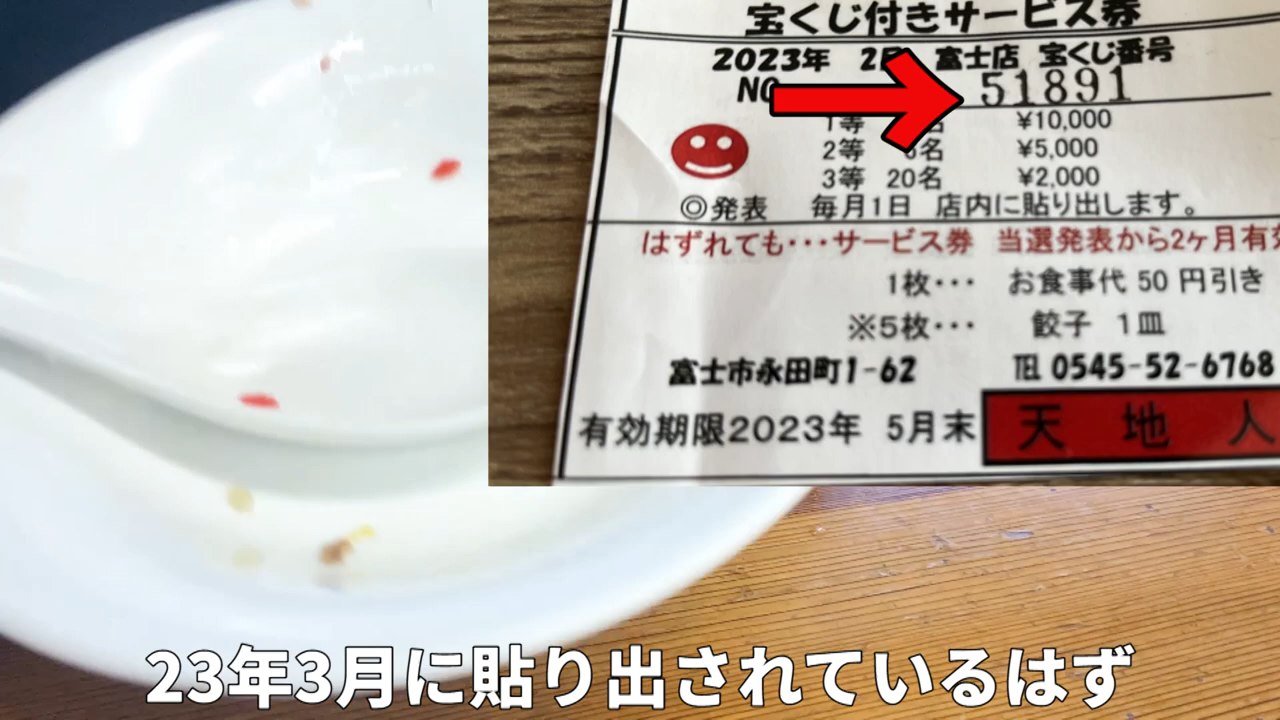 宝くじ付きサービス券
2023年 2月 富士店 宝くじ番号
NO 51891
1等 名 ¥10,000
2等 6名 ¥5,000
3等 20名 ¥2,000
◎発表 毎月1日 店内に貼り出します。
はずれても･･･サービス券 当選発表から2ヶ月有効
1枚･･･ お食事代 50 円引き
※5枚･･･ 餃子 1皿
富士市永田町1-62 ℡ 0545-52-6768
有効期限2023年 5月末 天 地 人
23年3月に貼り出されているはず